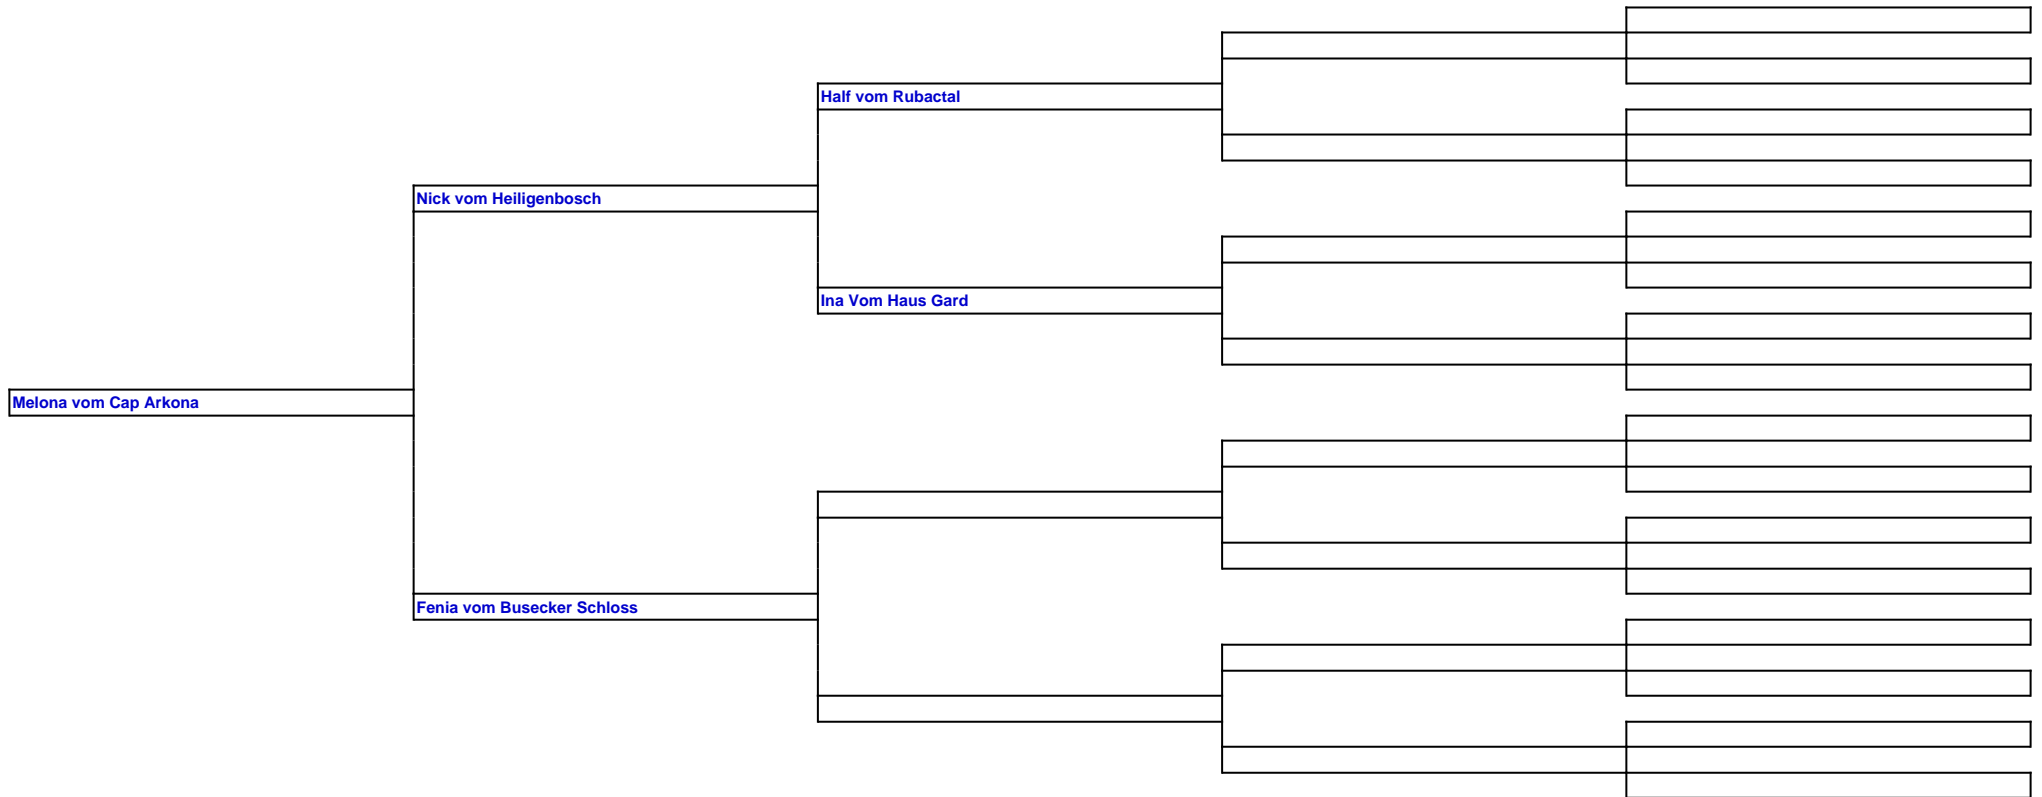 Half vom Rubactal
Nick vom Heiligenbosch
Ina Vom Haus Gard
Melona vom Cap Arkona
Fenia vom Busecker Schloss